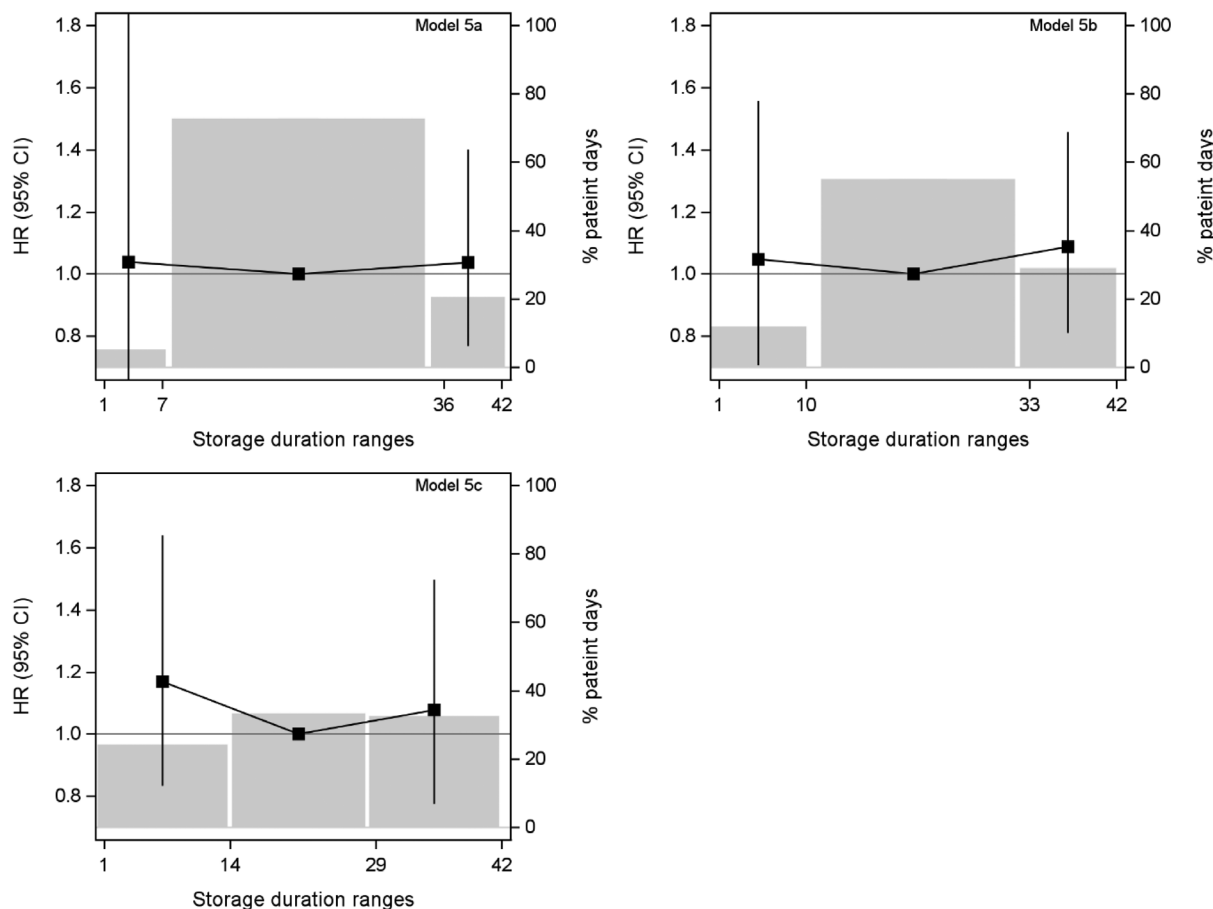 Model 5a
1.8
1.6
1.4
1.2
1.0
0.8
HR (95% CI)
100
80
60
40
20
0
% pateint days
1 7 36 42
Storage duration ranges
Model 5b
1.8
1.6
1.4
1.2
1.0
0.8
HR (95% CI)
100
80
60
40
20
0
% pateint days
1 10 33 42
Storage duration ranges
Model 5c
1.8
1.6
1.4
1.2
1.0
0.8
HR (95% CI)
100
80
60
40
20
0
% pateint days
1 14 29 42
Storage duration ranges